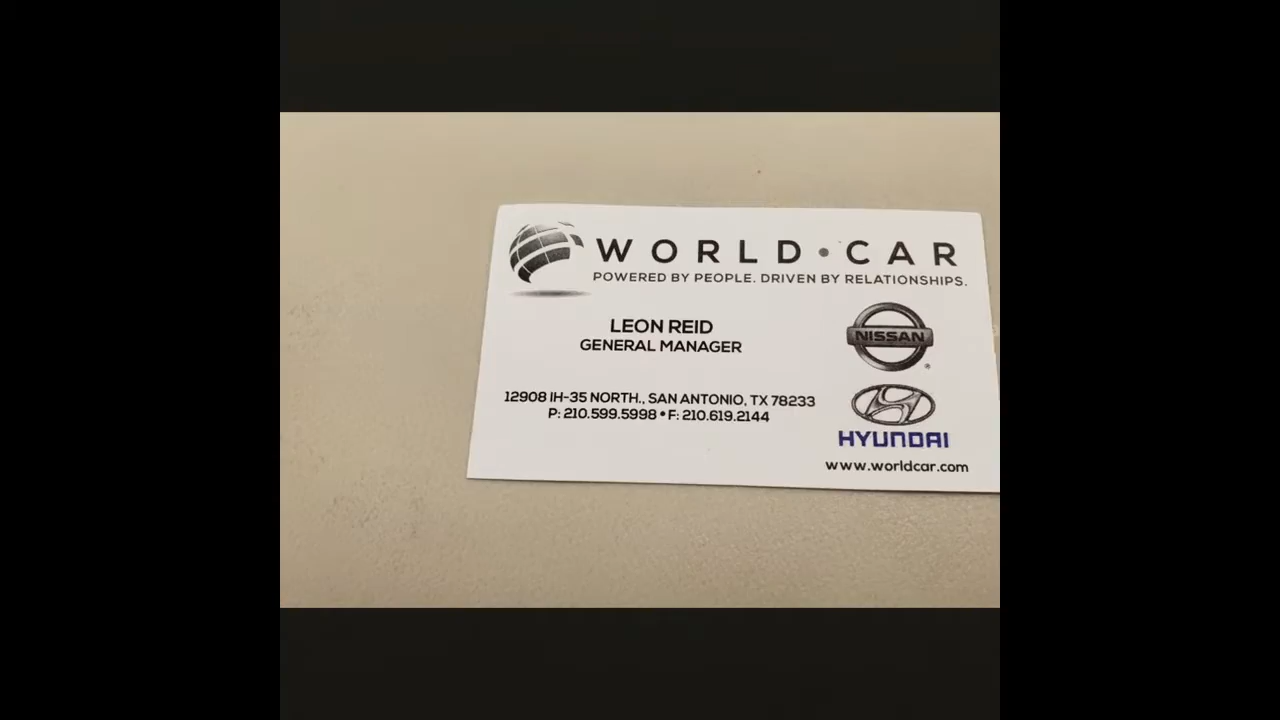 WORLD • CAR
POWERED BY PEOPLE. DRIVEN BY RELATIONSHIPS.
LEON REID
GENERAL MANAGER
NISSAN®
12908 IH-35 NORTH., SAN ANTONIO, TX 78233
P: 210.599.5998 • F: 210.619.2144
HYUNDAI
www.worldcar.com